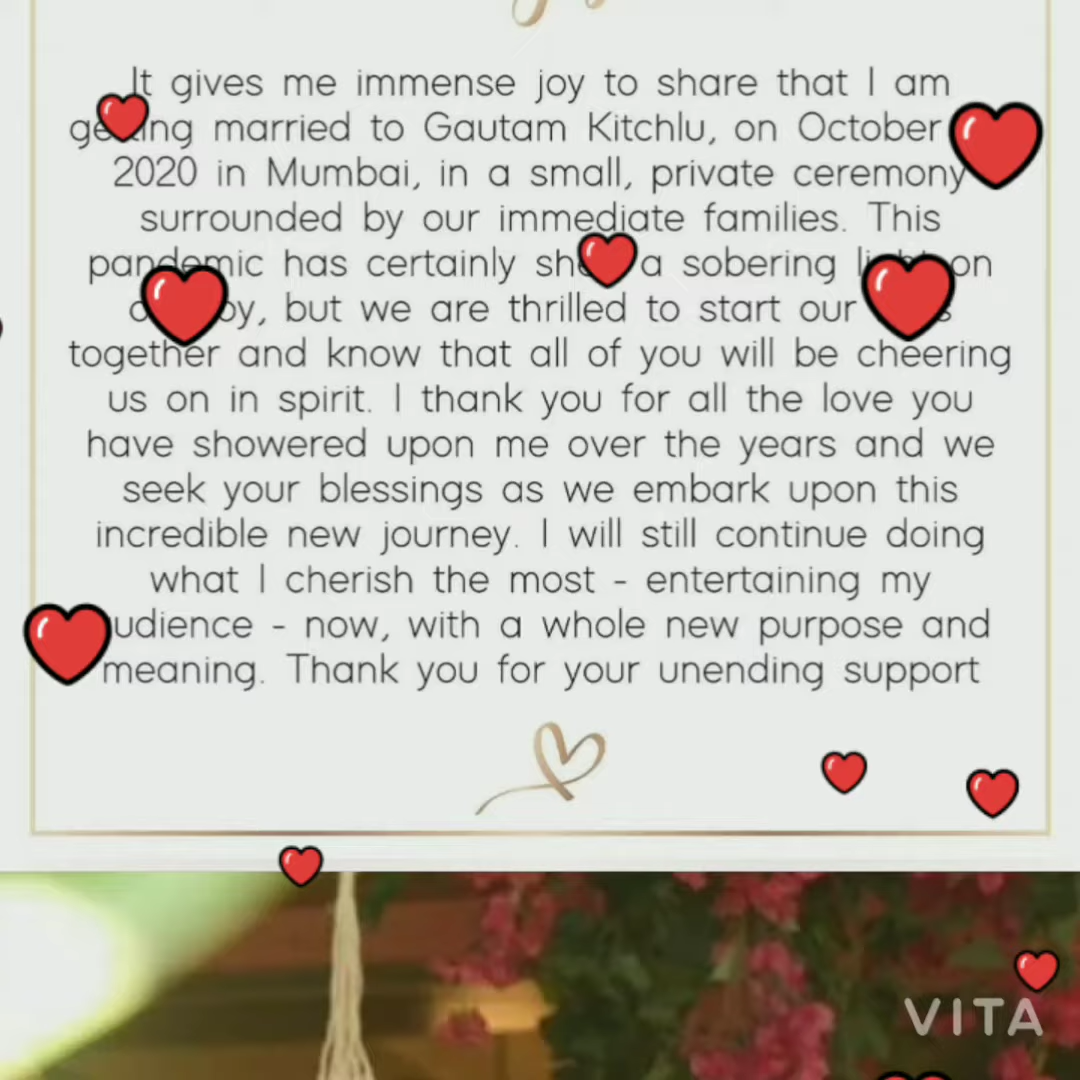 It gives me immense joy to share that I am
married to Gautam Kitchlu, on October
2020 in Mumbai, in a small, private ceremony
surrounded by our immediate families. This
pandemic has certainly a sobering on
but we are thrilled to start our
together and know that all of you will be cheering
us on in spirit. I thank you for all the love you
have showered upon me over the years and we
seek your blessings as we embark upon this
incredible new journey. I will still continue doing
what I cherish the most - entertaining my
udience - now, with a whole new purpose and
meaning. Thank you for your unending support
VITA